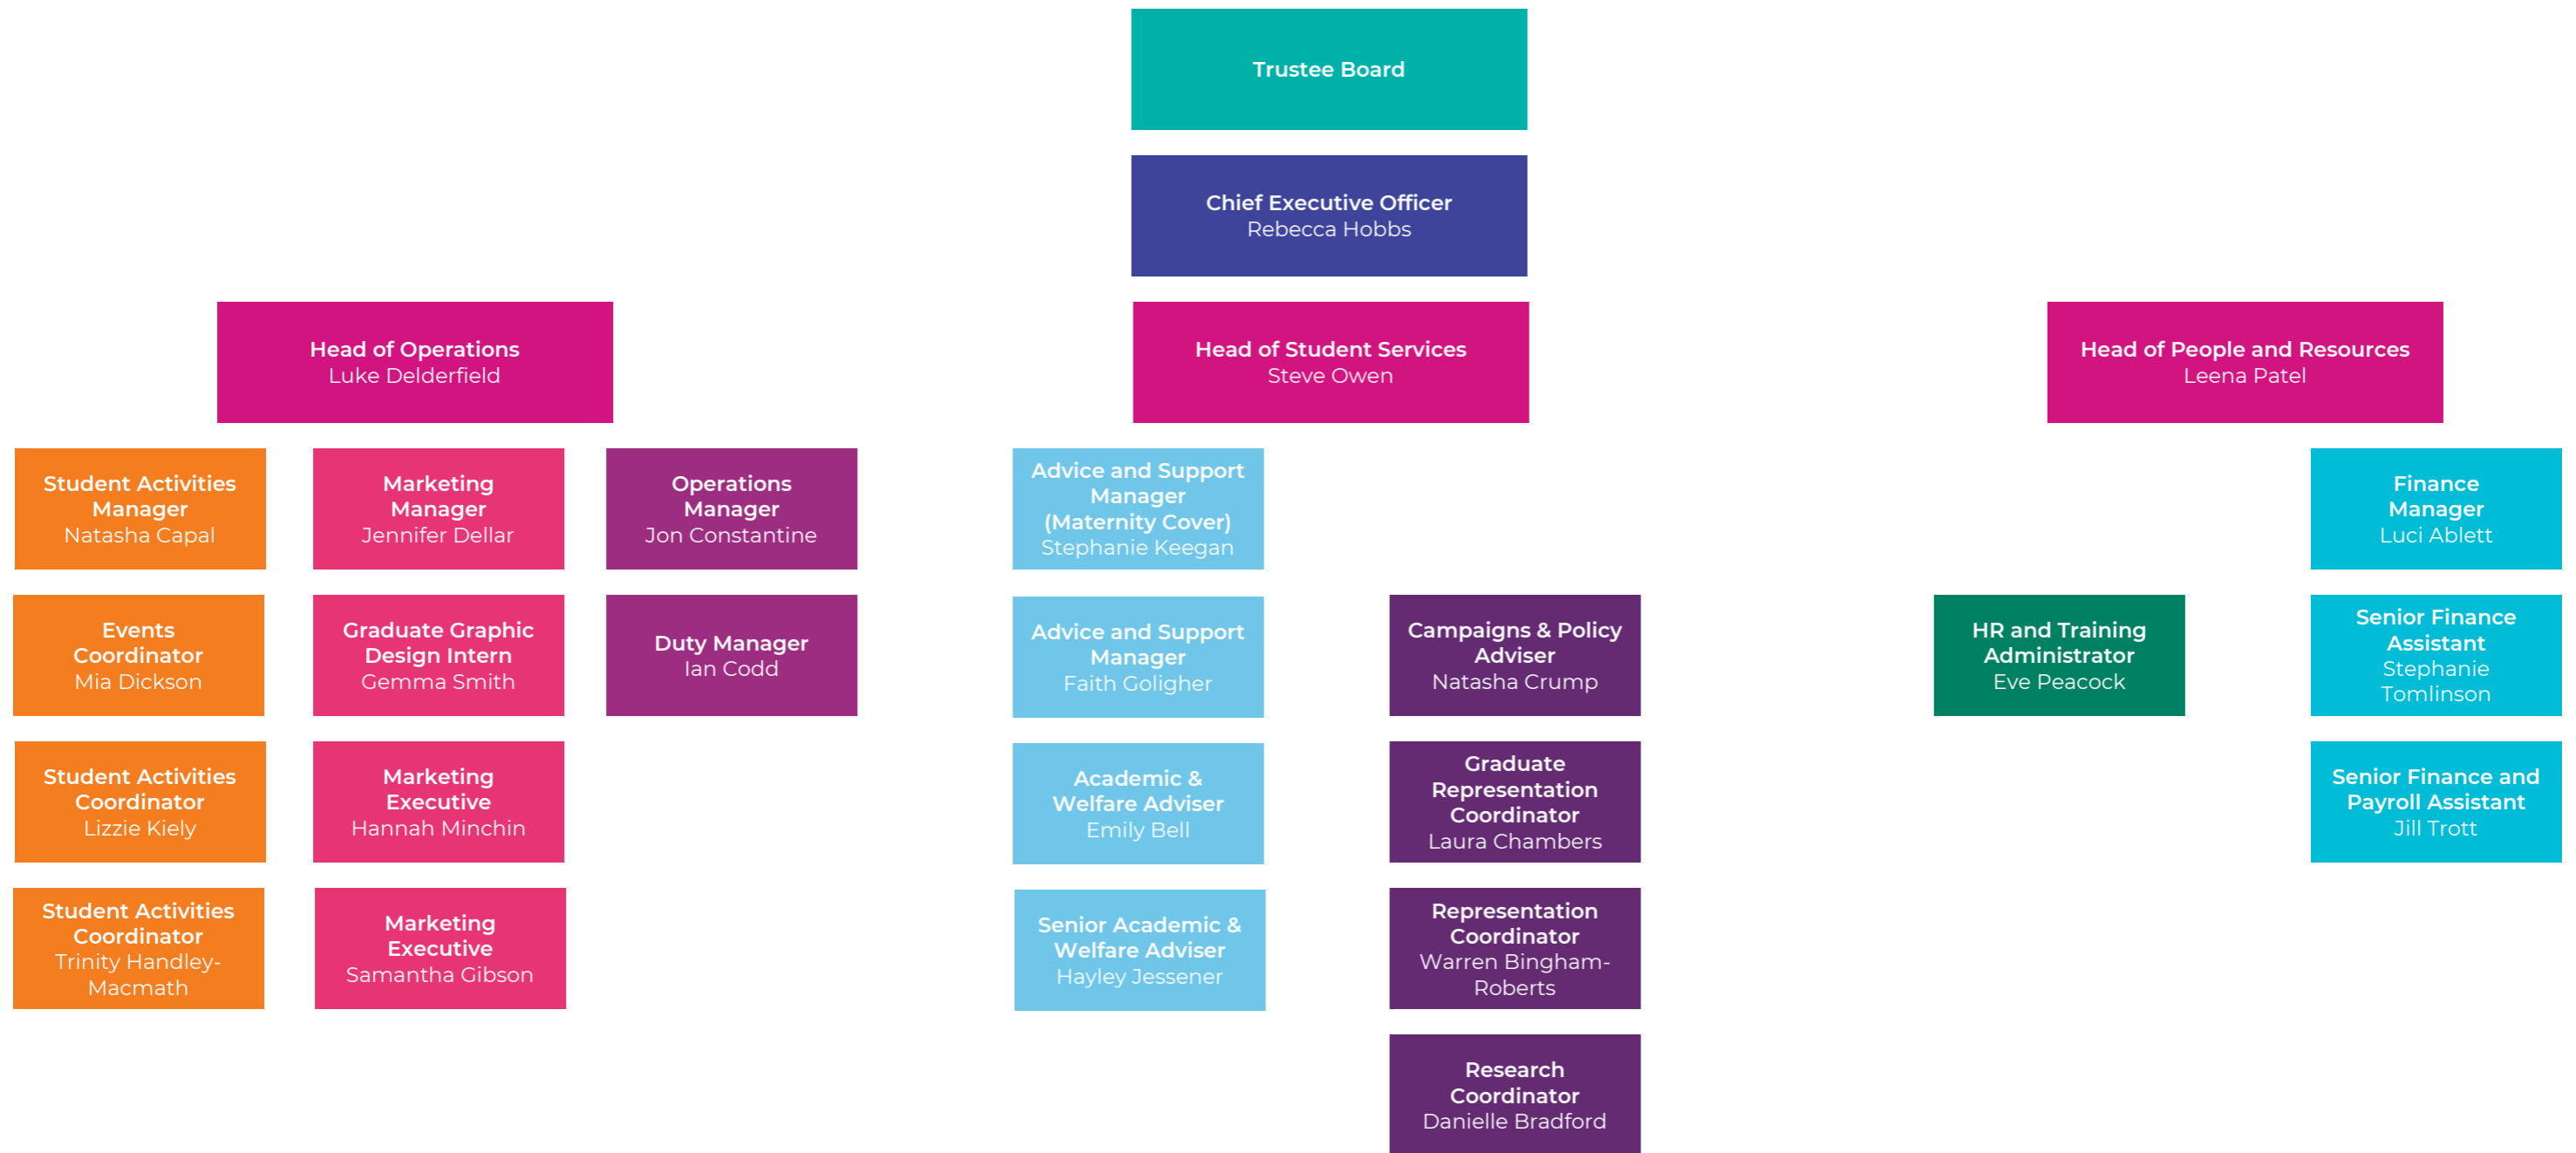 Trustee Board
Chief Executive Officer
Rebecca Hobbs
Head of Operations
Luke Delderfield
Head of Student Services
Steve Owen
Head of People and Resources
Leena Patel
Student Activities
Manager
Natasha Capal
Marketing
Manager
Jennifer Dellar
Operations
Manager
Jon Constantine
Advice and Support
Manager
(Maternity Cover)
Stephanie Keegan
Finance
Manager
Luci Ablett
Events
Coordinator
Mia Dickson
Graduate Graphic
Design Intern
Gemma Smith
Duty Manager
Ian Codd
Advice and Support
Manager
Faith Goligher
Campaigns & Policy
Adviser
Natasha Crump
HR and Training
Administrator
Eve Peacock
Senior Finance
Assistant
Stephanie
Tomlinson
Student Activities
Coordinator
Lizzie Kiely
Marketing
Executive
Hannah Minchin
Academic &
Welfare Adviser
Emily Bell
Graduate
Representation
Coordinator
Laura Chambers
Senior Finance and
Payroll Assistant
Jill Trott
Student Activities
Coordinator
Trinity Handley-
Macmath
Marketing
Executive
Samantha Gibson
Senior Academic &
Welfare Adviser
Hayley Jessener
Representation
Coordinator
Warren Bingham-
Roberts
Research
Coordinator
Danielle Bradford